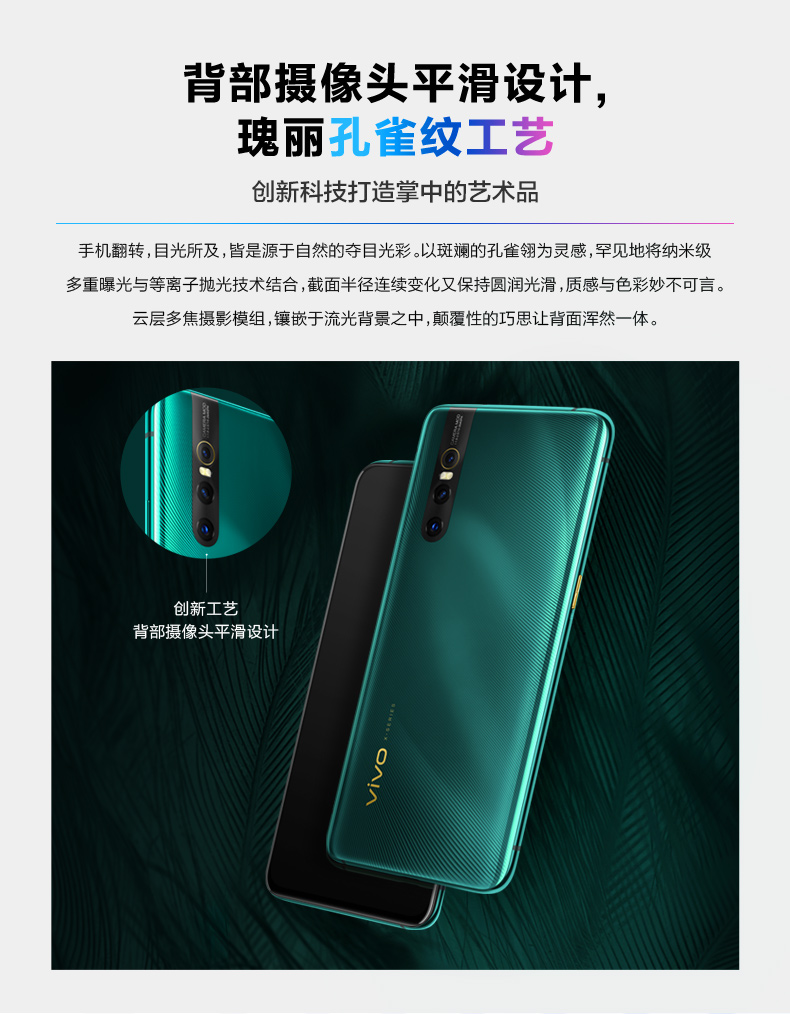 背部摄像头平滑设计，
瑰丽孔雀纹工艺
创新科技打造掌中的艺术品
手机翻转，目光所及，皆是源于自然的夺目光彩。以斑斓的孔雀翎为灵感，罕见地将纳米级
多重曝光与等离子抛光技术结合，截面半径连续变化又保持圆润光滑，质感与色彩妙不可言。
云层多焦摄影模组，镶嵌于流光背景之中，颠覆性的巧思让背面浑然一体。
创新工艺
背部摄像头平滑设计
vivo
X-SERIES